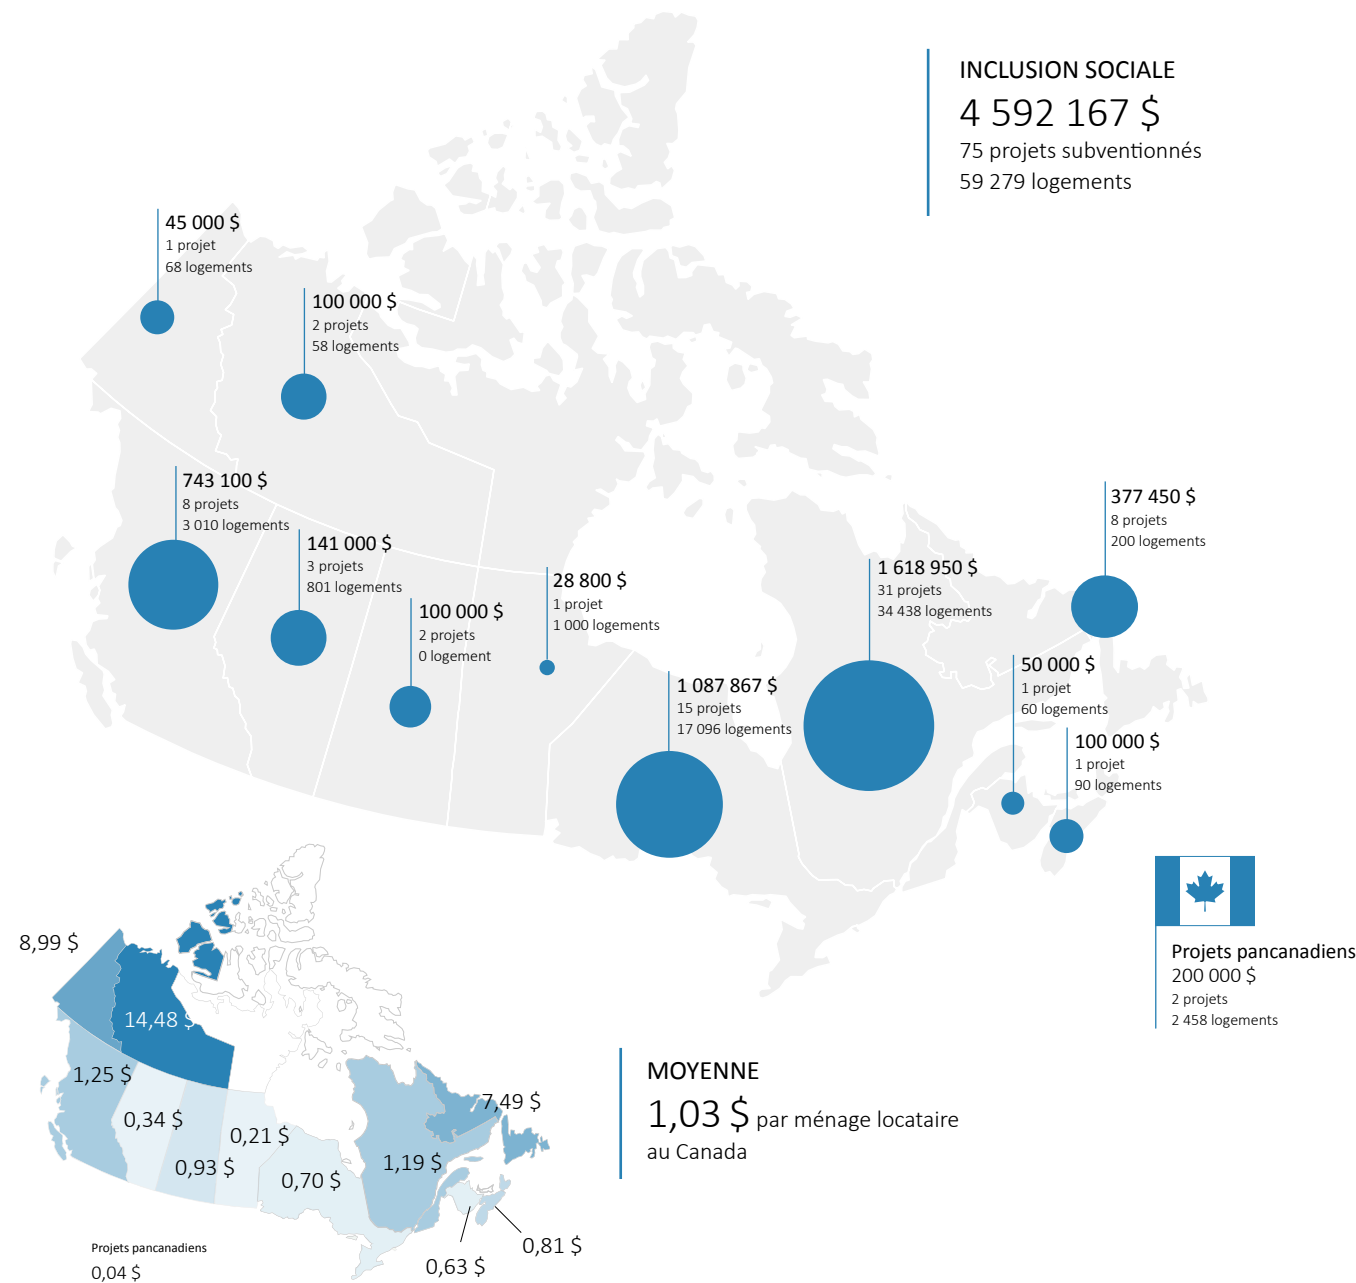 INCLUSION SOCIALE
4 592 167 $
75 projets subventionnés
59 279 logements
45 000 $
1 projet
68 logements
100 000 $
2 projets
58 logements
743 100 $
8 projets
3 010 logements
141 000 $
3 projets
801 logements
100 000 $
2 projets
0 logement
28 800 $
1 projet
1 000 logements
1 087 867 $
15 projets
17 096 logements
1 618 950 $
31 projets
34 438 logements
377 450 $
8 projets
200 logements
50 000 $
1 projet
60 logements
100 000 $
1 projet
90 logements
Projets pancanadiens
200 000 $
2 projets
2 458 logements
8,99 $
14,48 $
1,25 $
0,34 $
0,93 $
0,21 $
0,70 $
1,19 $
7,49 $
0,63 $
0,81 $
Projets pancanadiens
0,04 $
MOYENNE
1,03 $ par ménage locataire
au Canada